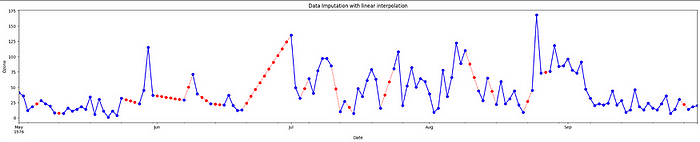 Data Imputation with linear interpolation
175
150
125
100
75
50
25
0
Ozone
May
1976
Jun
Jul
Aug
Sep
Date